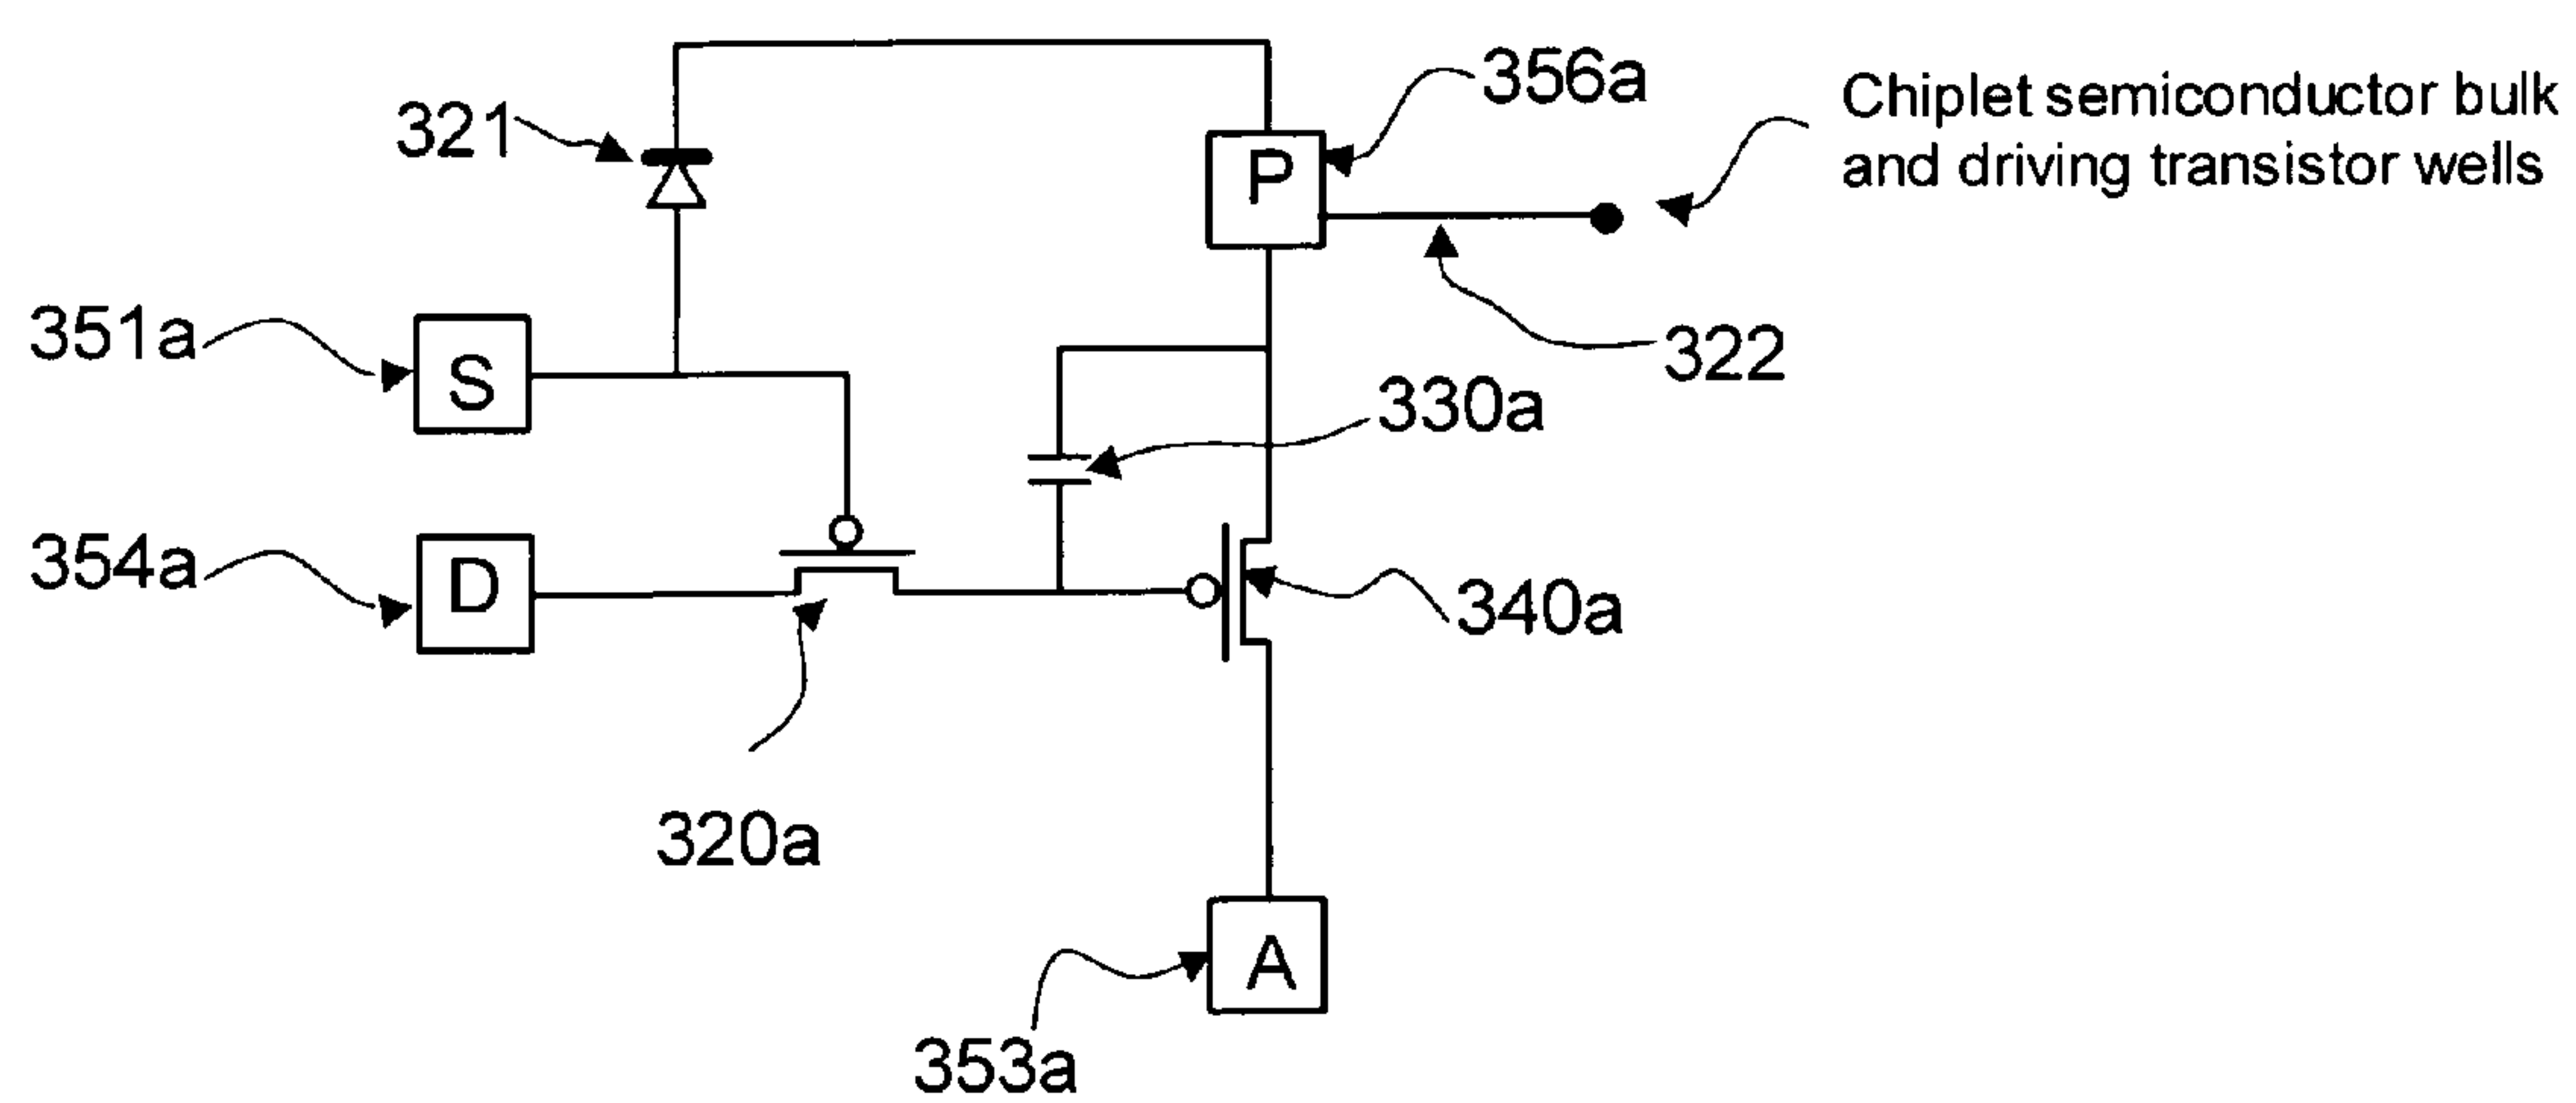 356a
Chiplet semiconductor bulk
and driving transistor wells
321
P
351a
S
322
330a
354a
D
340a
320a
A
353a